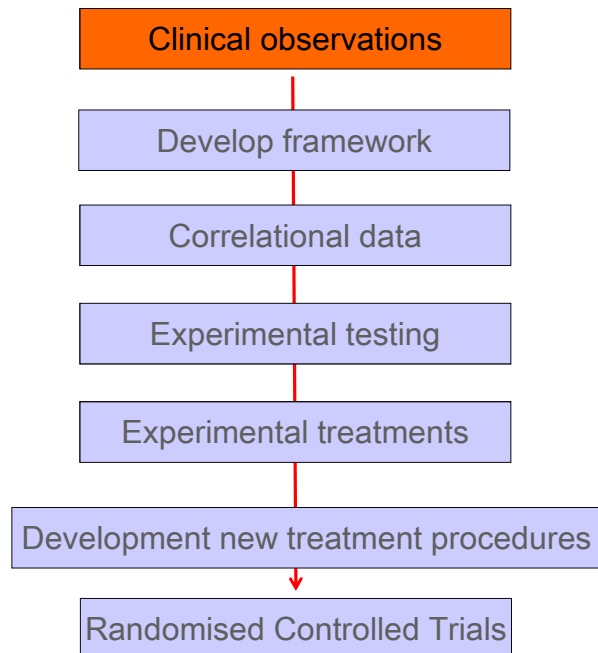 Clinical observations
Develop framework
Correlational data
Experimental testing
Experimental treatments
Development new treatment procedures
Randomised Controlled Trials